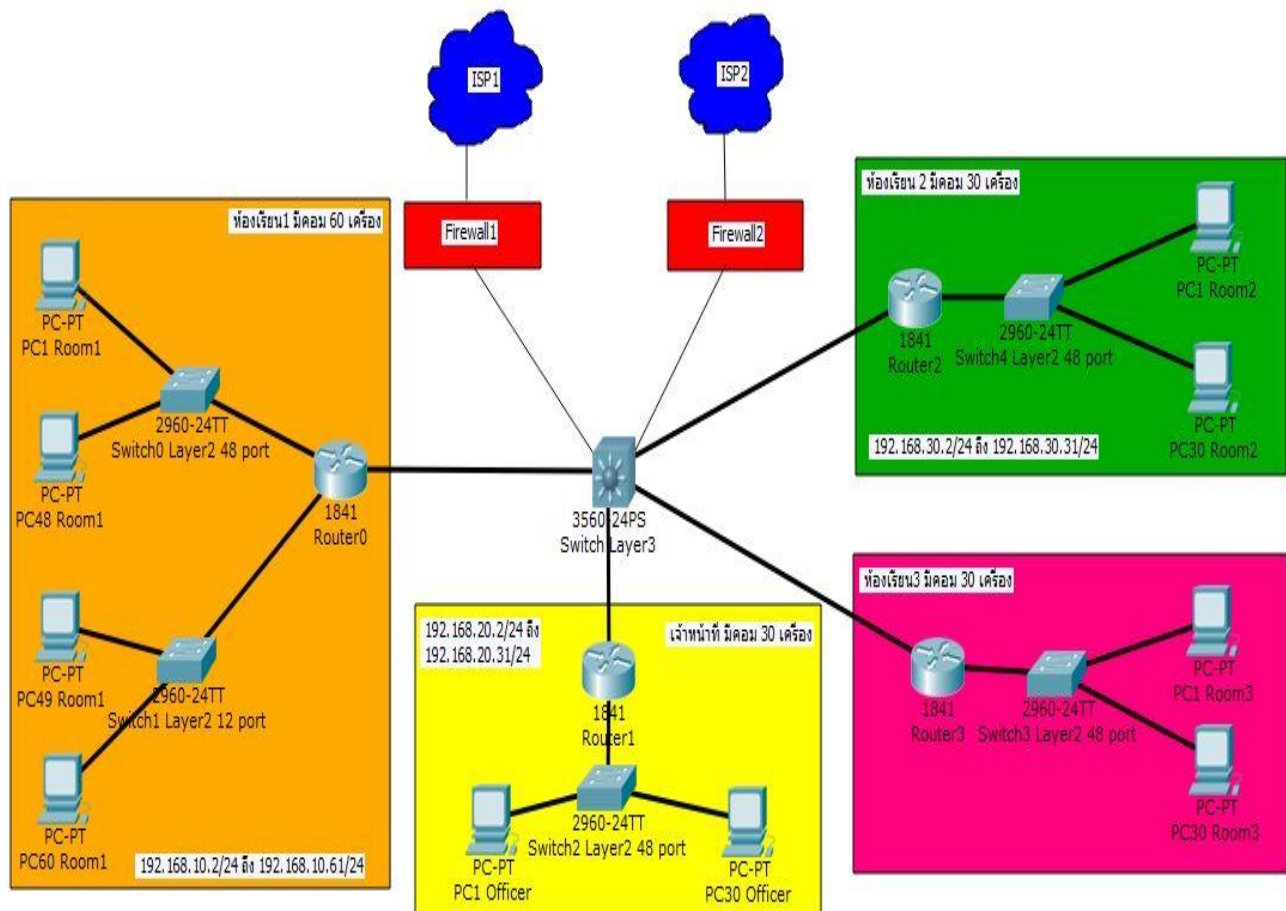 ISP1
ISP2
Firewall1
Firewall2
ห้องเรียน1 มีคอม 60 เครื่อง
PC-PT
PC1 Room1
PC-PT
PC48 Room1
2960-24TT
Switch0 Layer2 48 port
1841
Router0
PC-PT
PC49 Room1
2960-24TT
Switch1 Layer2 12 port
PC-PT
PC60 Room1
192.168.10.2/24 ถึง 192.168.10.61/24
3560-24PS
Switch Layer3
192.168.20.2/24 ถึง
192.168.20.31/24
เจ้าหน้าที่ มีคอม 30 เครื่อง
1841
Router1
2960-24TT
Switch2 Layer2 48 port
PC-PT
PC1 Officer
PC-PT
PC30 Officer
ห้องเรียน 2 มีคอม 30 เครื่อง
PC-PT
PC1 Room2
1841
Router2
2960-24TT
Switch4 Layer2 48 port
PC-PT
PC30 Room2
192.168.30.2/24 ถึง 192.168.30.31/24
ห้องเรียน3 มีคอม 30 เครื่อง
PC-PT
PC1 Room3
1841
Router3
2960-24TT
Switch3 Layer2 48 port
PC-PT
PC30 Room3